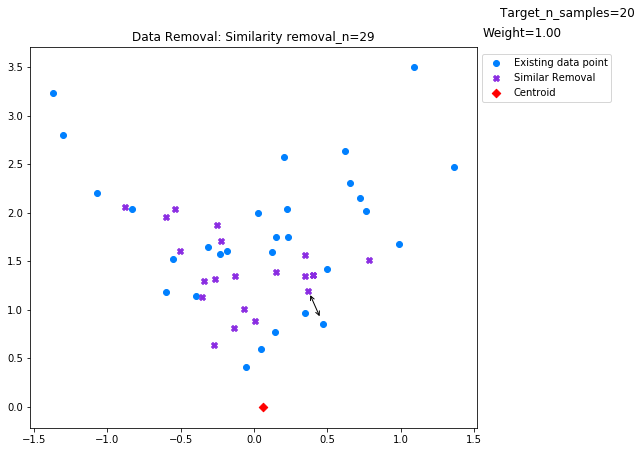 Target_n_samples=20
Weight=1.00
Data Removal: Similarity removal_n=29
Existing data point
Similar Removal
Centroid
3.5
3.0
2.5
2.0
1.5
1.0
0.5
0.0
−1.5 −1.0 −0.5 0.0 0.5 1.0 1.5